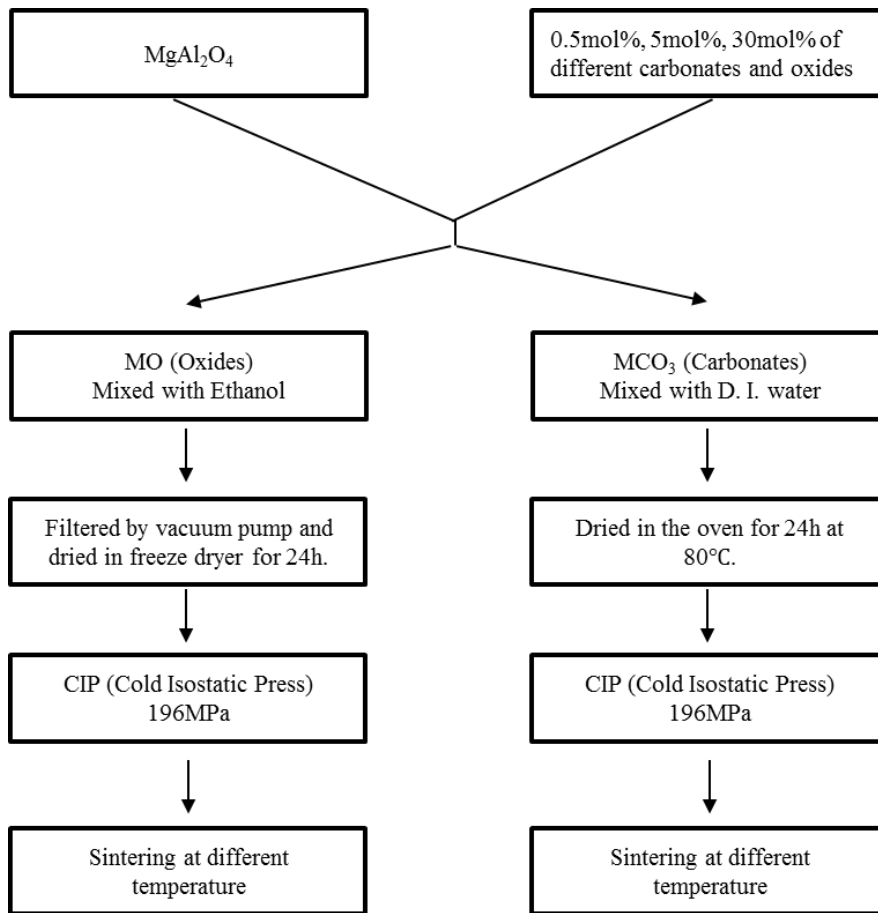 MgAl₂O₄
0.5mol%, 5mol%, 30mol% of
different carbonates and oxides
MO (Oxides)
Mixed with Ethanol
MCO₃ (Carbonates)
Mixed with D. I. water
Filtered by vacuum pump and
dried in freeze dryer for 24h.
Dried in the oven for 24h at
80℃.
CIP (Cold Isostatic Press)
196MPa
CIP (Cold Isostatic Press)
196MPa
Sintering at different
temperature
Sintering at different
temperature